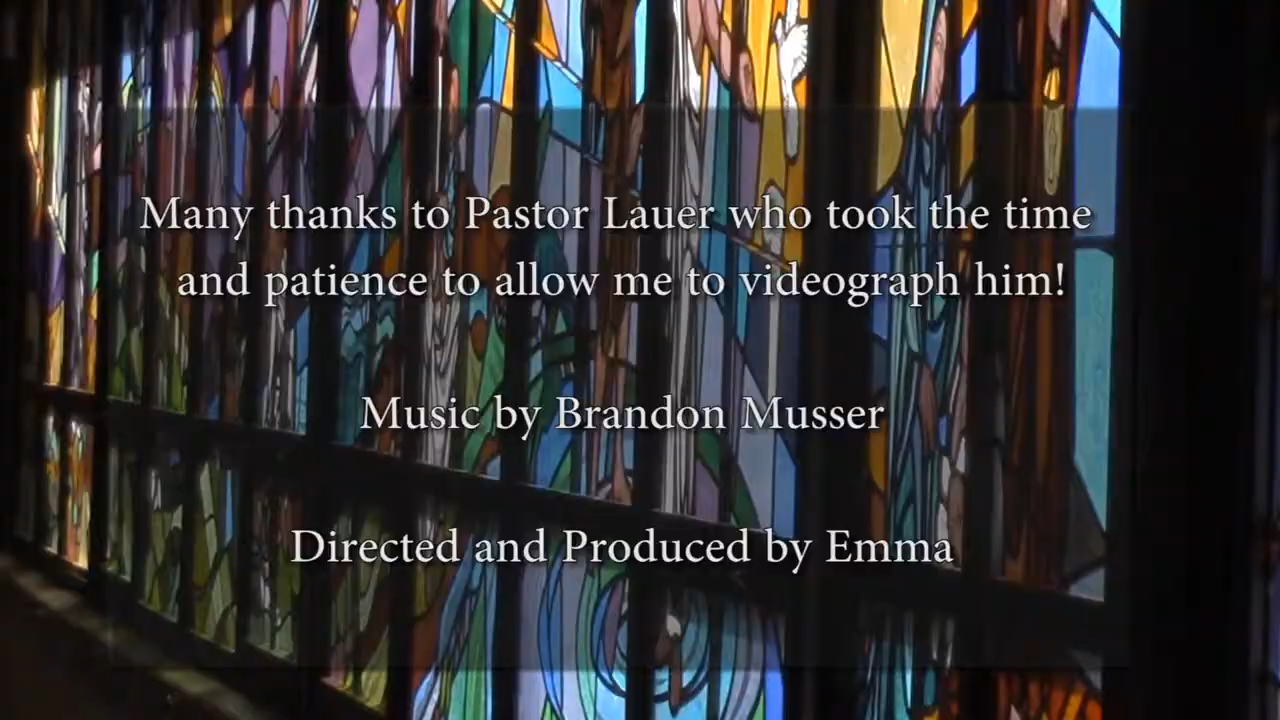 Many thanks to Pastor Lauer who took the time
and patience to allow me to videograph him!
Music by Brandon Musser
Directed and Produced by Emma